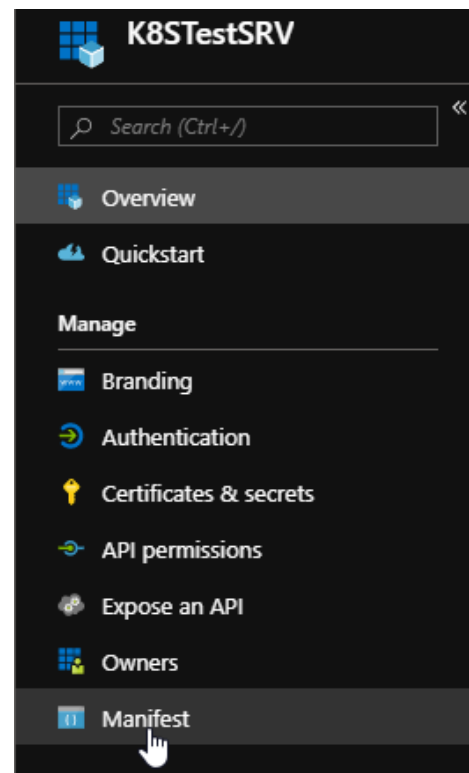 K8STestSRV
Search (Ctrl+/)
«
Overview
Quickstart
Manage
Branding
Authentication
Certificates & secrets
API permissions
Expose an API
Owners
Manifest